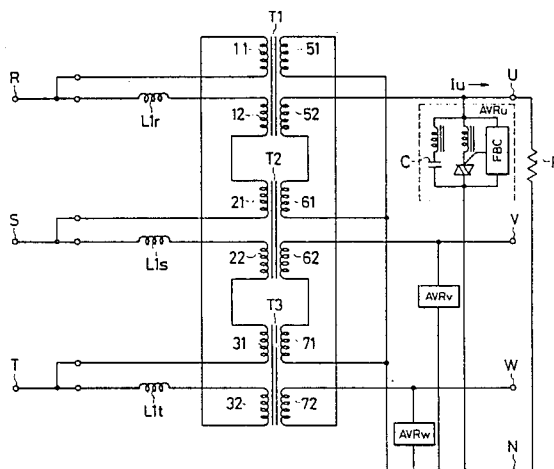 T1
11 51
R Iu → U
AVRu
L1r 12 52
C FBC R
T2
21 61
S V
L1s 22 62
T3
AVRv
31 71
T W
L1t 32 72
AVRw
N